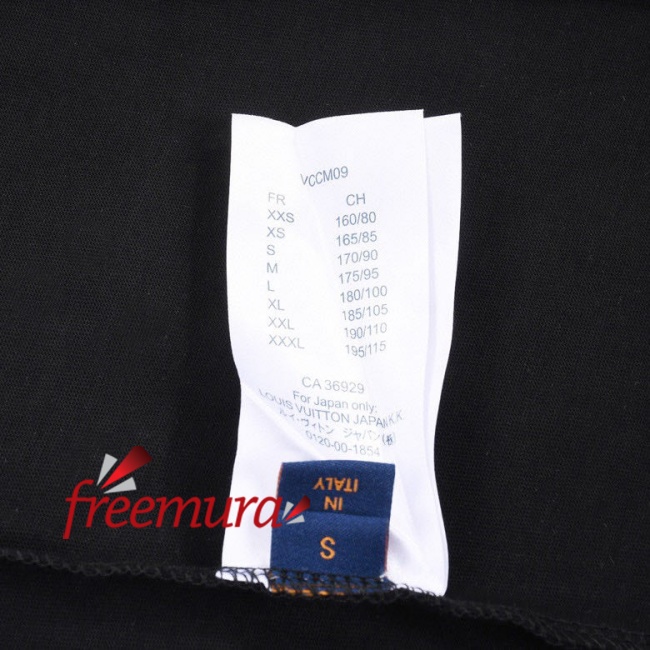 VCCM09
FR CH
XXS 160/80
XS 165/85
S 170/90
M 175/95
L 180/100
XL 185/105
XXL 190/110
XXXL 195/115
CA 36929
For Japan only;
LOUIS VUITTON JAPAN K.K
ルイ・ヴィトン ジャパン(株)
0120-00-1854
IN
ITALY
S
freemura